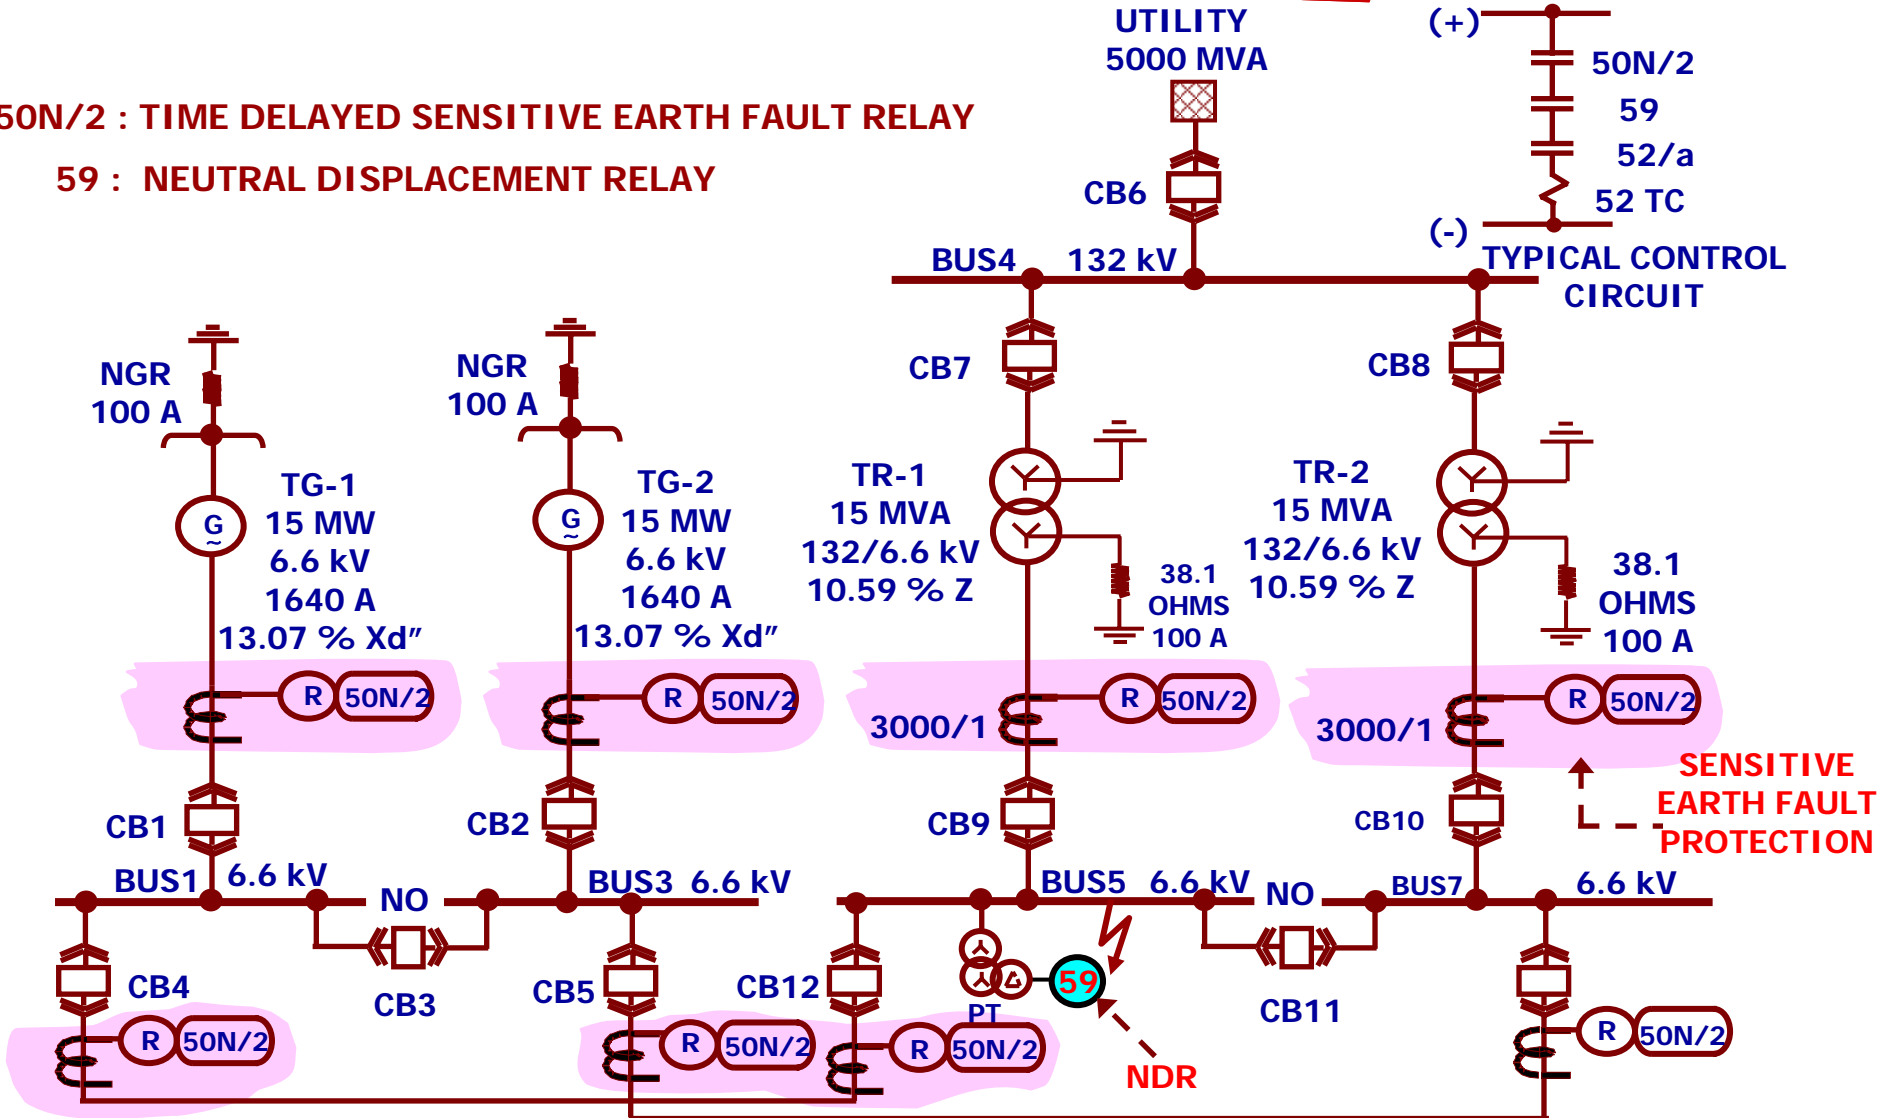 UTILITY
5000 MVA
(+)
50N/2
59
52/a
52 TC
(-)
TYPICAL CONTROL
CIRCUIT
50N/2 : TIME DELAYED SENSITIVE EARTH FAULT RELAY
59 : NEUTRAL DISPLACEMENT RELAY
CB6
BUS4 132 kV
NGR
100 A
NGR
100 A
CB7
CB8
TG-1
15 MW
6.6 kV
1640 A
13.07 % Xd”
G
~
TG-2
15 MW
6.6 kV
1640 A
13.07 % Xd”
G
~
TR-1
15 MVA
132/6.6 kV
10.59 % Z
38.1
OHMS
100 A
TR-2
15 MVA
132/6.6 kV
10.59 % Z
38.1
OHMS
100 A
R 50N/2
R 50N/2
R 50N/2
3000/1
R 50N/2
3000/1
SENSITIVE
EARTH FAULT
PROTECTION
CB1
CB2
CB9
CB10
BUS1 6.6 kV
NO
BUS3 6.6 kV
BUS5 6.6 kV
NO
BUS7 6.6 kV
CB4
CB3
CB5
CB12
PT
59
CB11
R 50N/2
R 50N/2
R 50N/2
R 50N/2
NDR